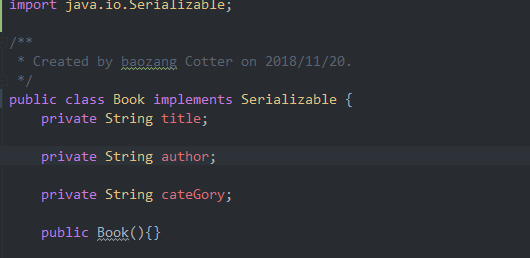 import java.io.Serializable;
/**
* Created by baozang Cotter on 2018/11/20.
*/
public class Book implements Serializable {
private String title;
private String author;
private String cateGory;
public Book(){}